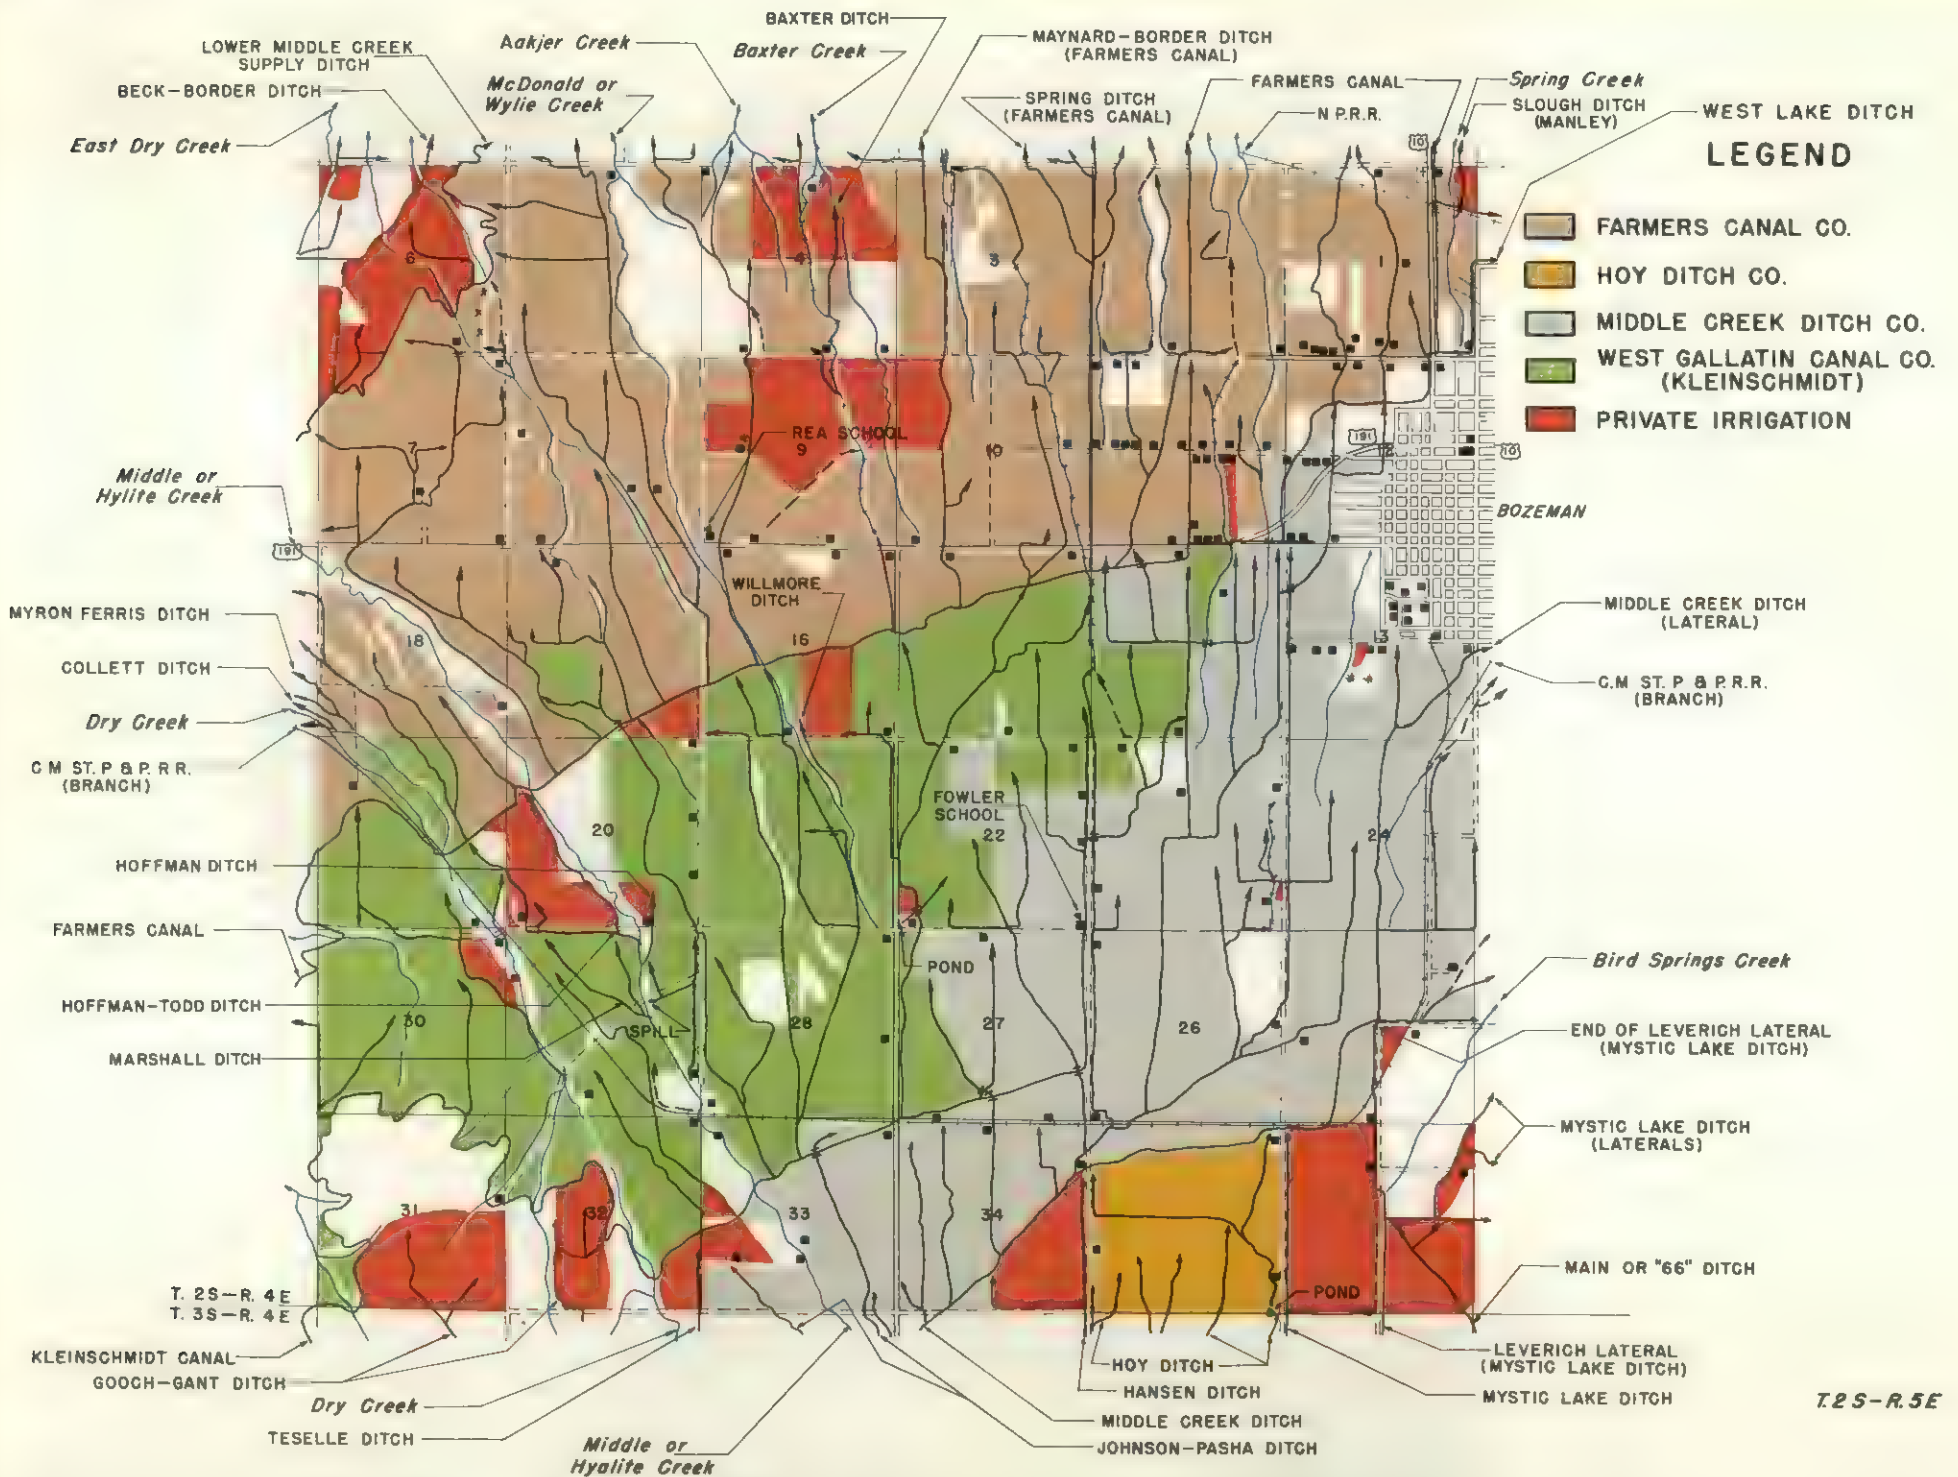 BAXTER DITCH
LOWER MIDDLE CREEK
SUPPLY DITCH
Aakjer Creek
Baxter Creek
MAYNARD-BORDER DITCH
(FARMERS CANAL)
BECK-BORDER DITCH
McDonald or
Wylie Creek
SPRING DITCH
(FARMERS CANAL)
FARMERS CANAL
Spring Creek
SLOUGH DITCH
(MANLEY)
N P.R.R.
WEST LAKE DITCH
East Dry Creek
10
LEGEND
FARMERS CANAL CO.
HOY DITCH CO.
MIDDLE CREEK DITCH CO.
WEST GALLATIN CANAL CO.
(KLEINSCHMIDT)
PRIVATE IRRIGATION
6
4
3
1
REA SCHOOL
7
9
10
191
12
10
Middle or
Hylite Creek
BOZEMAN
191
WILLMORE
DITCH
MYRON FERRIS DITCH
18
16
13
MIDDLE CREEK DITCH
(LATERAL)
COLLETT DITCH
C.M ST. P & P.R.R.
(BRANCH)
Dry Creek
C M ST. P & P. R R.
(BRANCH)
FOWLER
SCHOOL
20
22
24
HOFFMAN DITCH
FARMERS CANAL
POND
Bird Springs Creek
HOFFMAN-TODD DITCH
30
SPILL
28
27
26
END OF LEVERICH LATERAL
(MYSTIC LAKE DITCH)
MARSHALL DITCH
MYSTIC LAKE DITCH
(LATERALS)
31
32
33
34
MAIN OR "66" DITCH
T. 2S-R. 4E
T. 3S-R. 4E
POND
KLEINSCHMIDT CANAL
GOOCH-GANT DITCH
HOY DITCH
LEVERICH LATERAL
(MYSTIC LAKE DITCH)
HANSEN DITCH
MYSTIC LAKE DITCH
T.2 S-R.5E
Dry Creek
MIDDLE CREEK DITCH
TESELLE DITCH
JOHNSON-PASHA DITCH
Middle or
Hyalite Creek